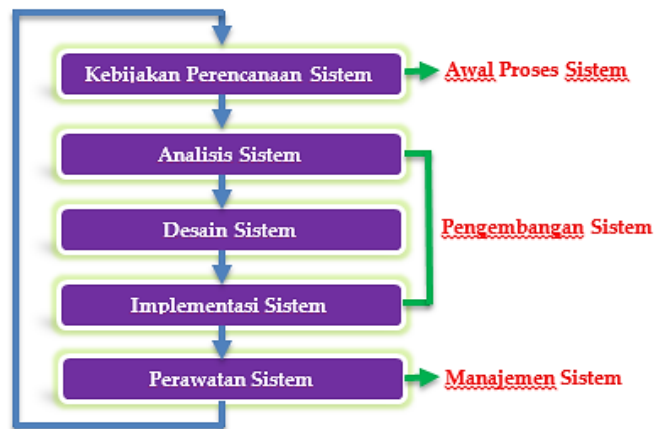 Kebijakan Perencanaan Sistem
Awal Proses Sistem
Analisis Sistem
Desain Sistem
Pengembangan Sistem
Implementasi Sistem
Perawatan Sistem
Manajemen Sistem